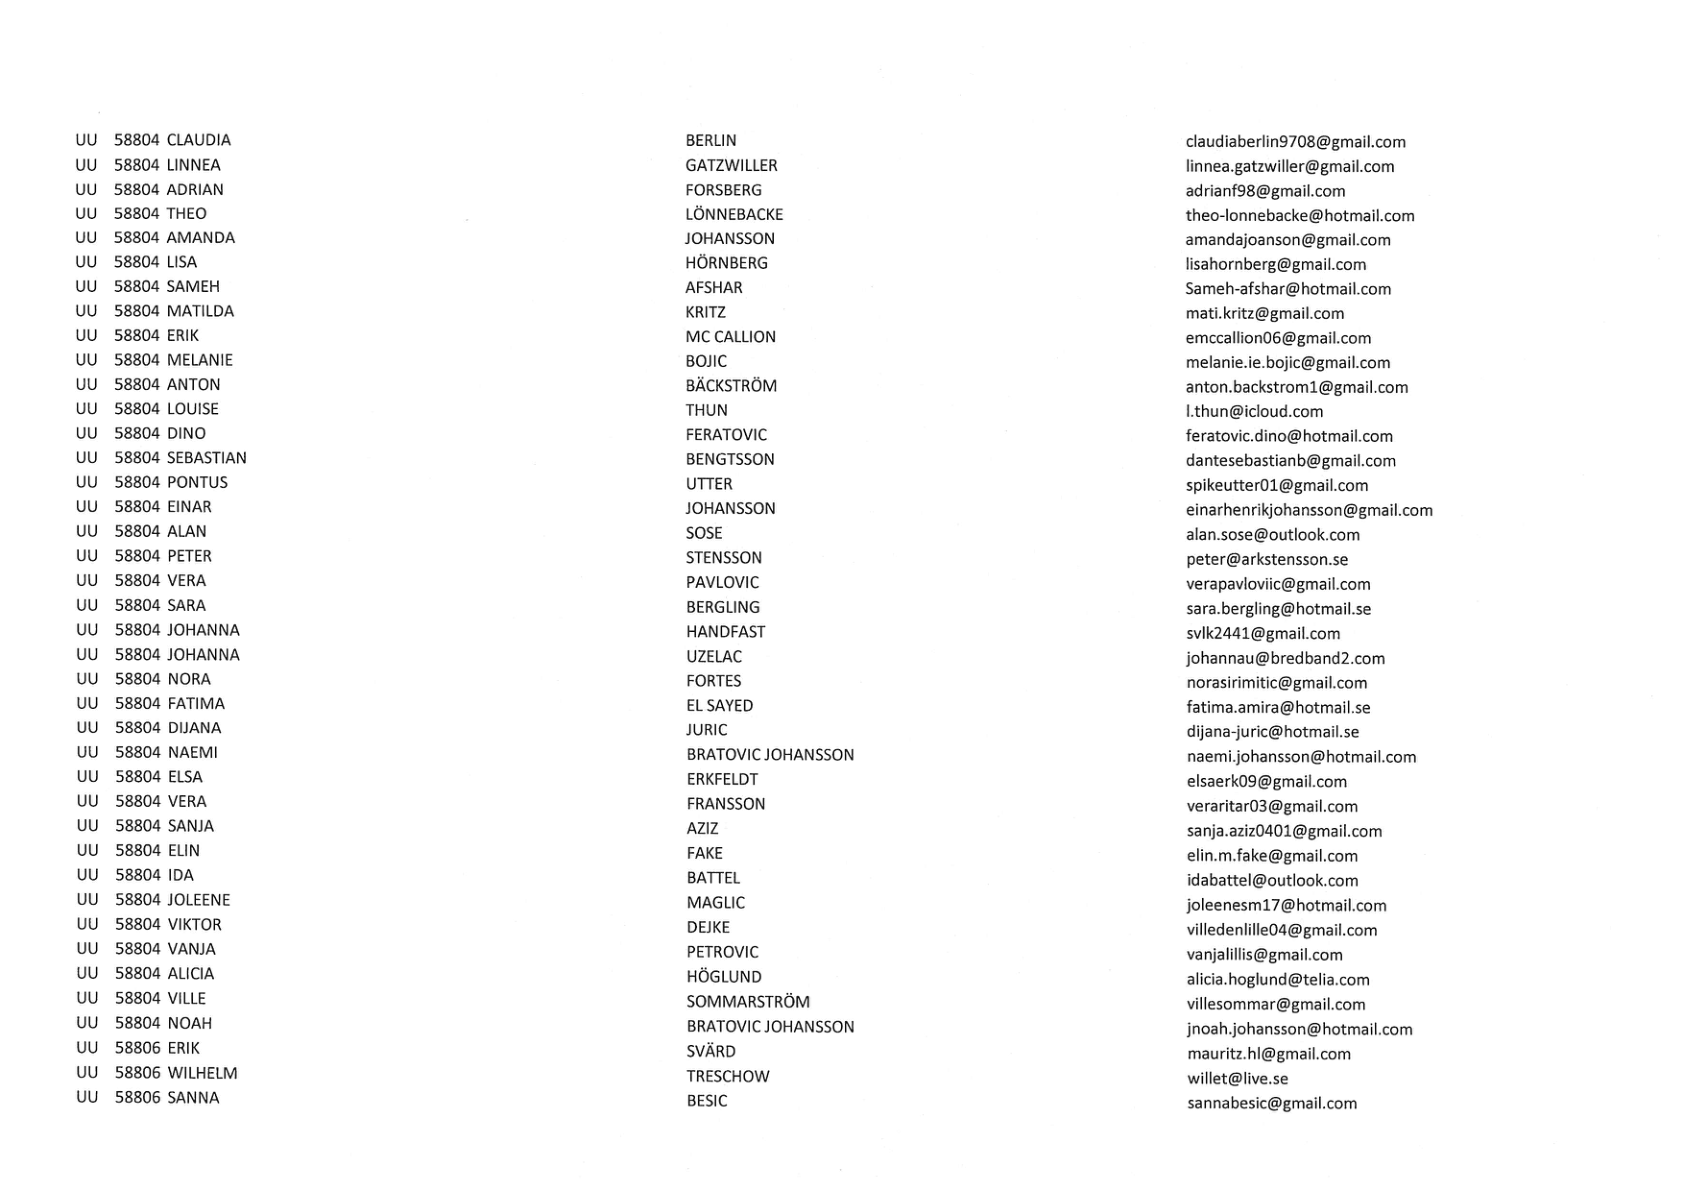 UU 58804 CLAUDIA BERLIN claudiaberlin9708@gmail.com
UU 58804 LINNEA GATZWILLER linnea.gatzwiller@gmail.com
UU 58804 ADRIAN FORSBERG adrianf98@gmail.com
UU 58804 THEO LÖNNEBACKE theo-lonnebacke@hotmail.com
UU 58804 AMANDA JOHANSSON amandajoanson@gmail.com
UU 58804 LISA HÖRNBERG lisahornberg@gmail.com
UU 58804 SAMEH AFSHAR Sameh-afshar@hotmail.com
UU 58804 MATILDA KRITZ mati.kritz@gmail.com
UU 58804 ERIK MC CALLION emccallion06@gmail.com
UU 58804 MELANIE BOJIC melanie.ie.bojic@gmail.com
UU 58804 ANTON BÄCKSTRÖM anton.backstrom1@gmail.com
UU 58804 LOUISE THUN l.thun@icloud.com
UU 58804 DINO FERATOVIC feratovic.dino@hotmail.com
UU 58804 SEBASTIAN BENGTSSON dantesebastianb@gmail.com
UU 58804 PONTUS UTTER spikeutter01@gmail.com
UU 58804 EINAR JOHANSSON einarhenrikjohansson@gmail.com
UU 58804 ALAN SOSE alan.sose@outlook.com
UU 58804 PETER STENSSON peter@arkstensson.se
UU 58804 VERA PAVLOVIC verapavloviic@gmail.com
UU 58804 SARA BERGLING sara.bergling@hotmail.se
UU 58804 JOHANNA HANDFAST svlk2441@gmail.com
UU 58804 JOHANNA UZELAC johannau@bredband2.com
UU 58804 NORA FORTES norasirimitic@gmail.com
UU 58804 FATIMA EL SAYED fatima.amira@hotmail.se
UU 58804 DIJANA JURIC dijana-juric@hotmail.se
UU 58804 NAEMI BRATOVIC JOHANSSON naemi.johansson@hotmail.com
UU 58804 ELSA ERKFELDT elsaerk09@gmail.com
UU 58804 VERA FRANSSON veraritar03@gmail.com
UU 58804 SANJA AZIZ sanja.aziz0401@gmail.com
UU 58804 ELIN FAKE elin.m.fake@gmail.com
UU 58804 IDA BATTEL idabattel@outlook.com
UU 58804 JOLEENE MAGLIC joleenesm17@hotmail.com
UU 58804 VIKTOR DEJKE villedenlille04@gmail.com
UU 58804 VANJA PETROVIC vanjalillis@gmail.com
UU 58804 ALICIA HÖGLUND alicia.hoglund@telia.com
UU 58804 VILLE SOMMARSTRÖM villesommar@gmail.com
UU 58804 NOAH BRATOVIC JOHANSSON jnoah.johansson@hotmail.com
UU 58806 ERIK SVÄRD mauritz.hl@gmail.com
UU 58806 WILHELM TRESCHOW willet@live.se
UU 58806 SANNA BESIC sannabesic@gmail.com